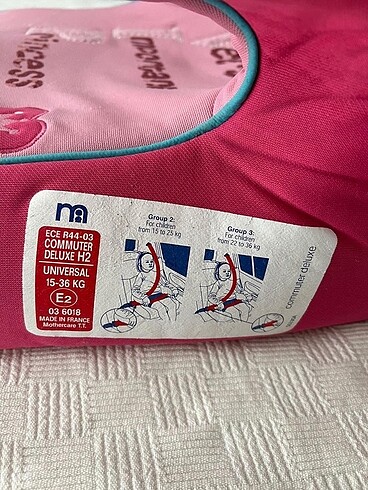 princess
m
ECE R44-03
COMMUTER
DELUXE H2
UNIVERSAL
15-36 KG
E2
03 6018
MADE IN FRANCE
Mothercare T.T.
Group 2:
For children
from 15 to 25 kg
Group 3:
For children
from 22 to 36 kg
commuter deluxe